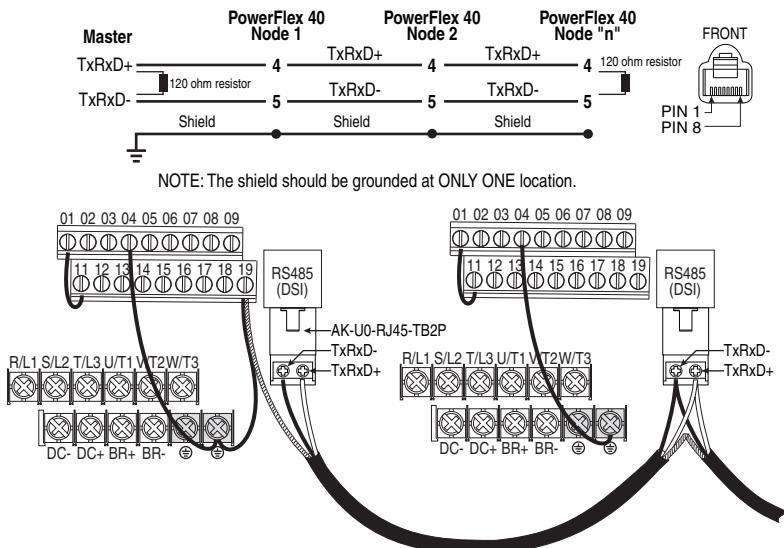 Master
PowerFlex 40
Node 1
PowerFlex 40
Node 2
PowerFlex 40
Node "n"
FRONT
TxRxD+ 4 TxRxD+ 4 TxRxD+ 4
120 ohm resistor
120 ohm resistor
TxRxD- 5 TxRxD- 5 TxRxD- 5
Shield Shield Shield
PIN 1
PIN 8
NOTE: The shield should be grounded at ONLY ONE location.
01 02 03 04 05 06 07 08 09
11 12 13 14 15 16 17 18 19
RS485
(DSI)
AK-U0-RJ45-TB2P
TxRxD-
TxRxD+
R/L1 S/L2 T/L3 U/T1 V/T2 W/T3
DC- DC+ BR+ BR-
01 02 03 04 05 06 07 08 09
11 12 13 14 15 16 17 18 19
RS485
(DSI)
TxRxD-
TxRxD+
R/L1 S/L2 T/L3 U/T1 V/T2 W/T3
DC- DC+ BR+ BR-